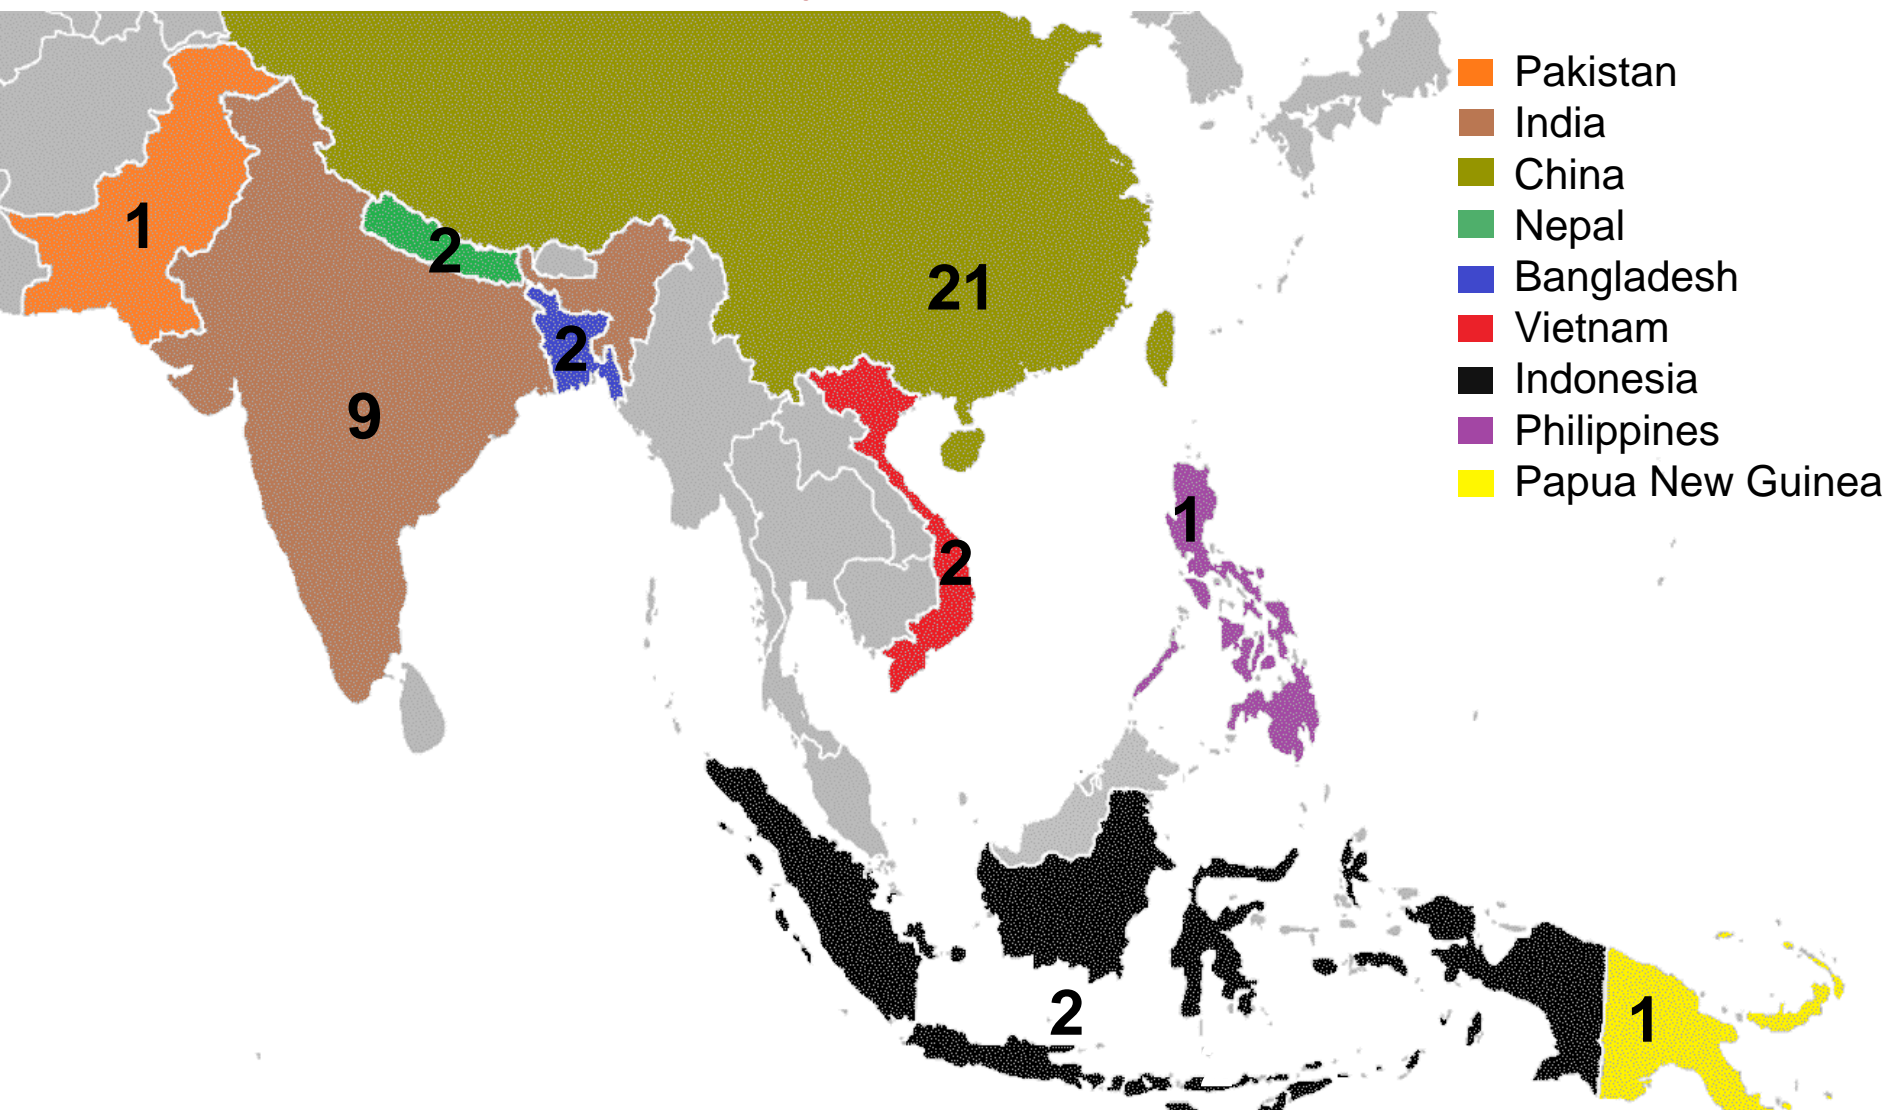 Pakistan
India
China
Nepal
Bangladesh
Vietnam
Indonesia
Philippines
Papua New Guinea
1
2
21
2
9
1
2
2
1